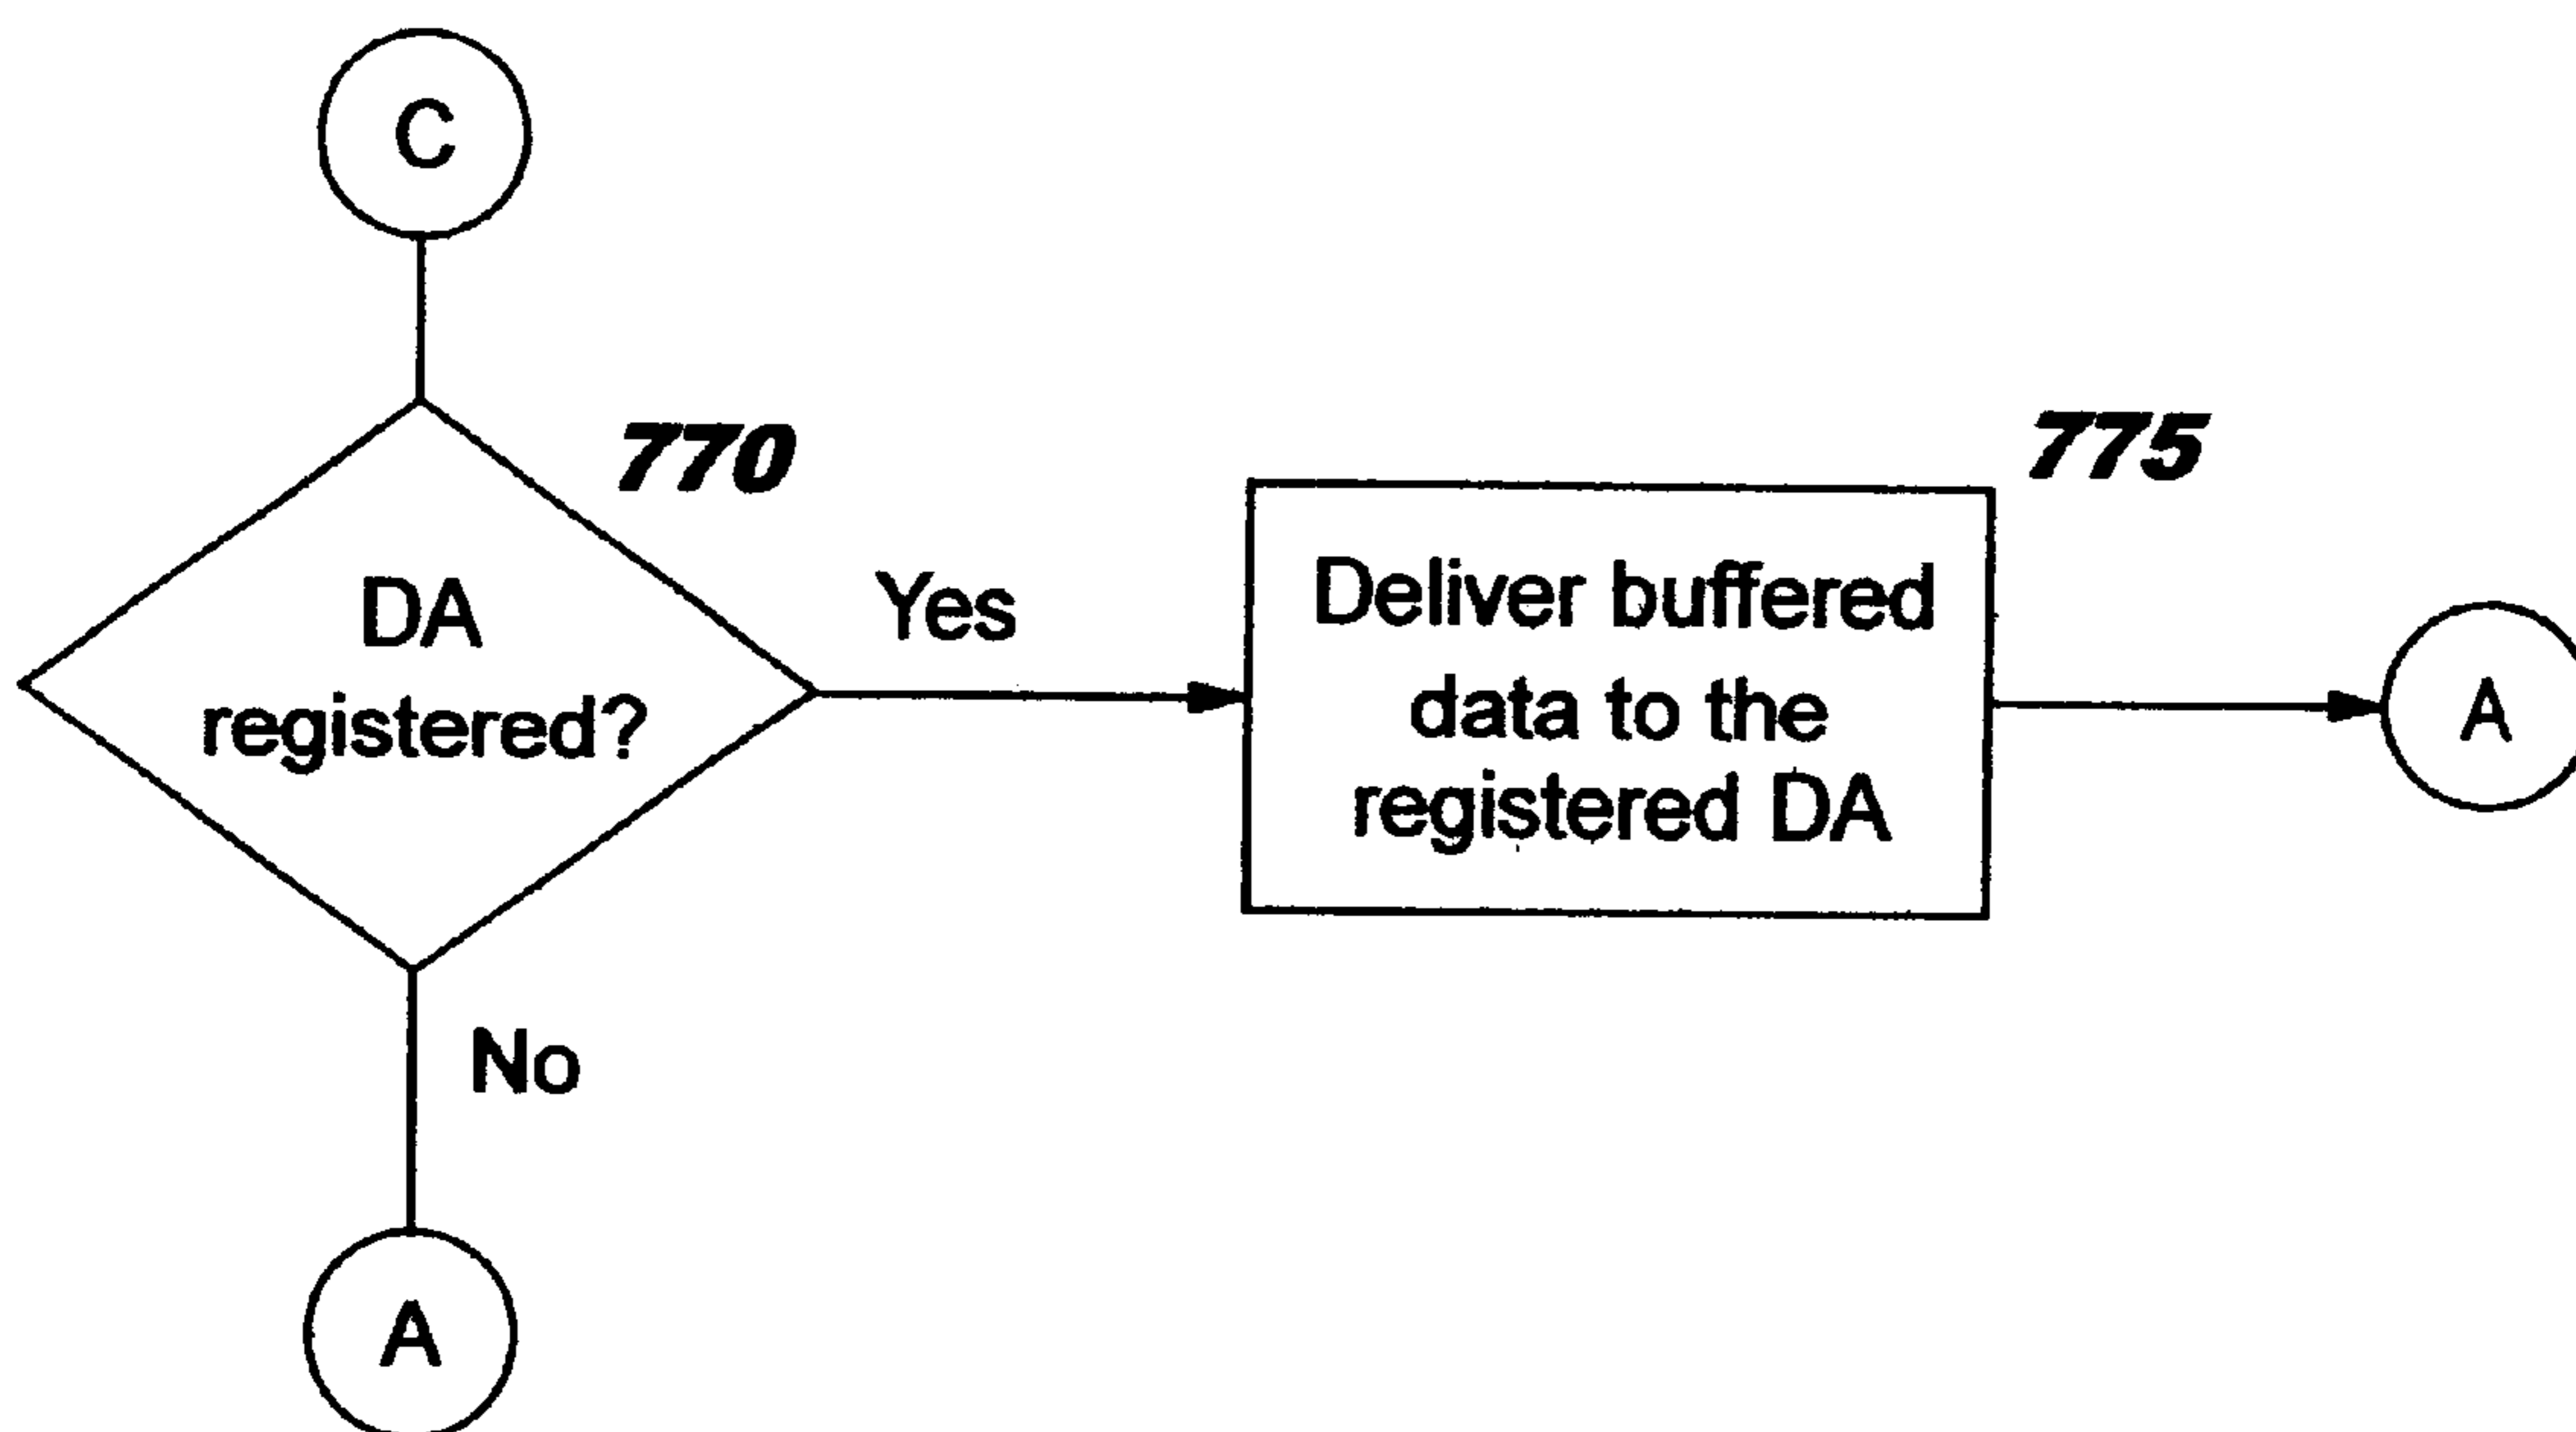 C
770
DA
registered?
Yes
775
Deliver buffered
data to the
registered DA
A
No
A